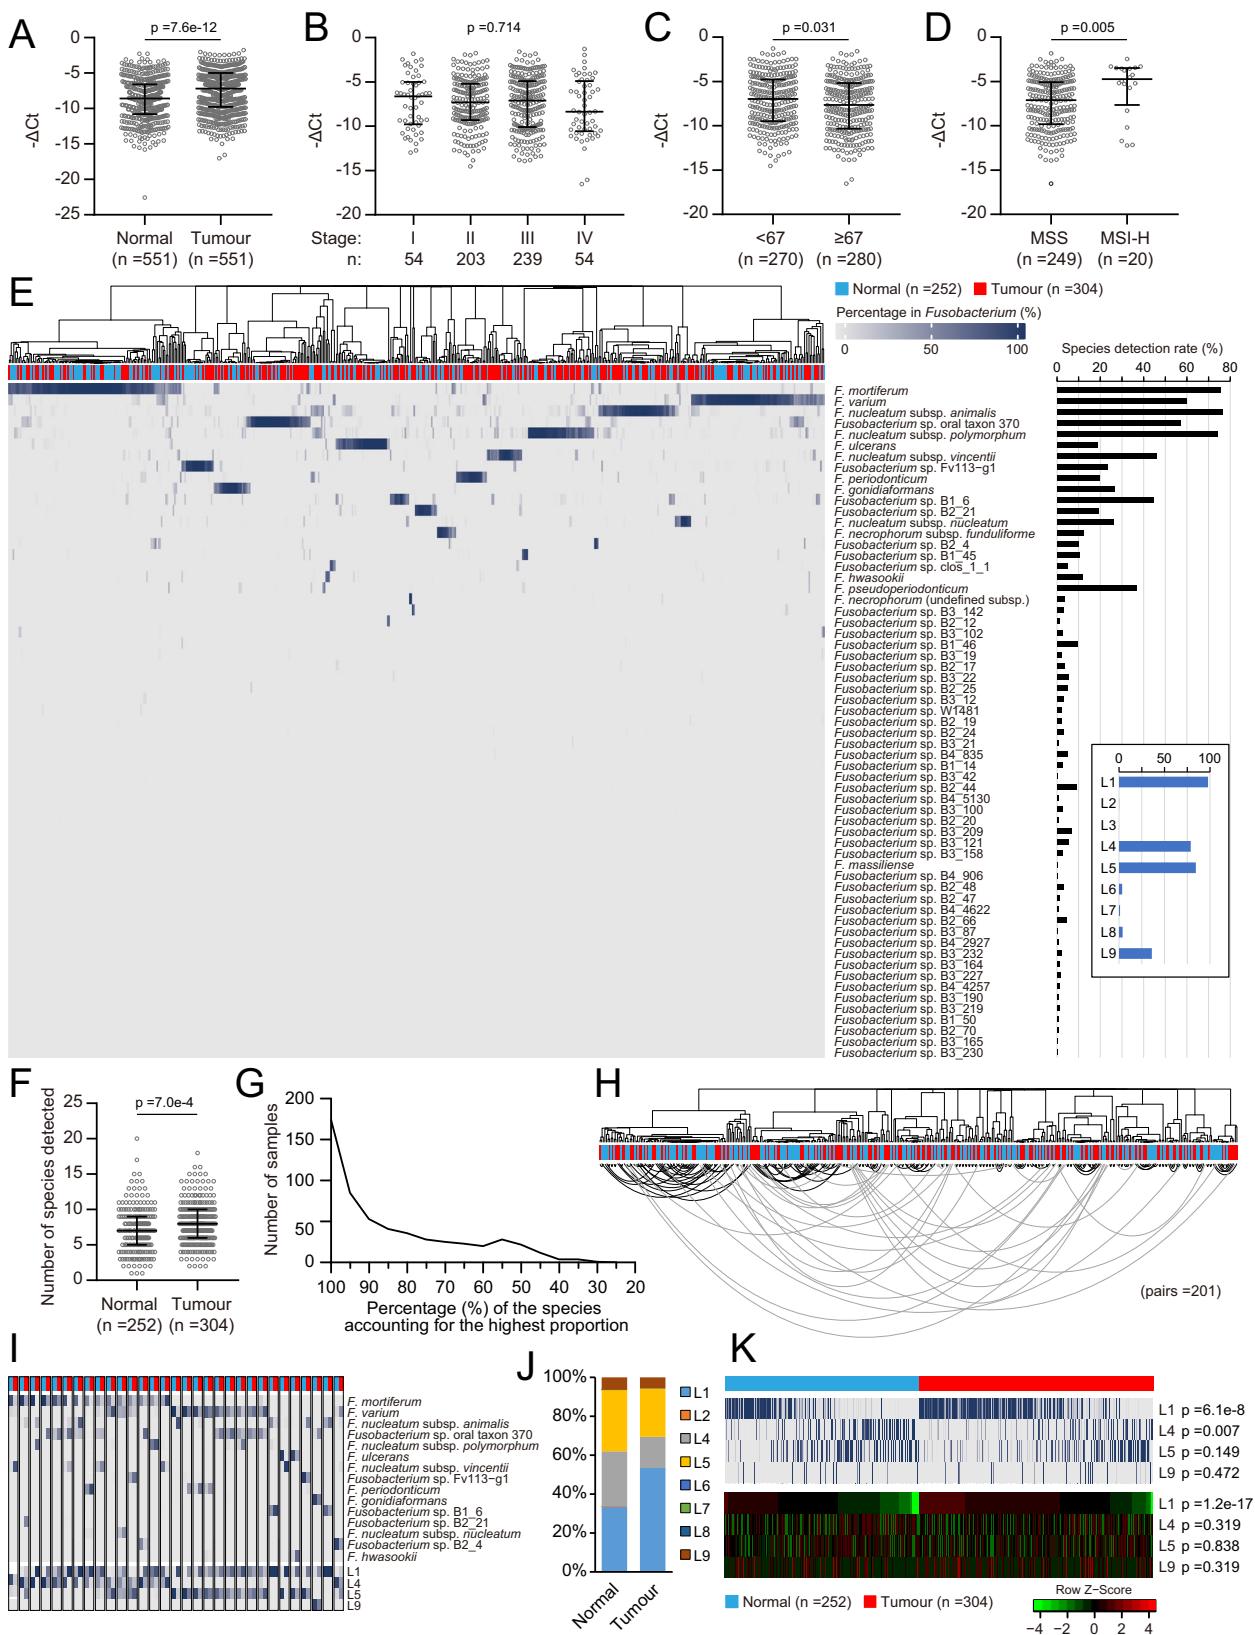 A
p =7.6e-12
0
−5
−10
−15
−20
−25
-ΔCt
Normal
(n =551)
Tumour
(n =551)
B
p =0.714
0
−5
−10
−15
−20
-ΔCt
Stage: I II III IV
n: 54 203 239 54
C
p =0.031
0
−5
−10
−15
−20
-ΔCt
<67
(n =270)
≥67
(n =280)
D
p =0.005
0
−5
−10
−15
−20
-ΔCt
MSS
(n =249)
MSI-H
(n =20)
E
Normal (n =252) Tumour (n =304)
Percentage in Fusobacterium (%)
0 50 100
Species detection rate (%)
0 20 40 60 80
F. mortiferum
F. varium
F. nucleatum subsp. animalis
Fusobacterium sp. oral taxon 370
F. nucleatum subsp. polymorphum
F. ulcerans
F. nucleatum subsp. vincentii
Fusobacterium sp. Fv113−g1
F. periodonticum
F. gonidiaformans
Fusobacterium sp. B1_6
Fusobacterium sp. B2_21
F. nucleatum subsp. nucleatum
F. necrophorum subsp. funduliforme
Fusobacterium sp. B2_4
Fusobacterium sp. B1_45
Fusobacterium sp. clos_1_1
F. hwasookii
F. pseudoperiodonticum
F. necrophorum (undefined subsp.)
Fusobacterium sp. B3_142
Fusobacterium sp. B2_12
Fusobacterium sp. B3_102
Fusobacterium sp. B1_46
Fusobacterium sp. B3_19
Fusobacterium sp. B2_17
Fusobacterium sp. B3_22
Fusobacterium sp. B2_25
Fusobacterium sp. B3_12
Fusobacterium sp. W1481
Fusobacterium sp. B2_19
Fusobacterium sp. B2_24
Fusobacterium sp. B3_21
Fusobacterium sp. B4_835
Fusobacterium sp. B1_14
Fusobacterium sp. B3_42
Fusobacterium sp. B2_44
Fusobacterium sp. B4_5130
Fusobacterium sp. B3_100
Fusobacterium sp. B2_20
Fusobacterium sp. B3_209
Fusobacterium sp. B3_121
Fusobacterium sp. B3_158
F. massiliense
Fusobacterium sp. B4_906
Fusobacterium sp. B2_48
Fusobacterium sp. B2_47
Fusobacterium sp. B4_4622
Fusobacterium sp. B2_66
Fusobacterium sp. B3_87
Fusobacterium sp. B4_2927
Fusobacterium sp. B3_232
Fusobacterium sp. B3_164
Fusobacterium sp. B3_227
Fusobacterium sp. B4_4257
Fusobacterium sp. B3_190
Fusobacterium sp. B3_219
Fusobacterium sp. B1_50
Fusobacterium sp. B2_70
Fusobacterium sp. B3_165
Fusobacterium sp. B3_230
0 50 100
L1
L2
L3
L4
L5
L6
L7
L8
L9
F
p =7.0e-4
25
20
15
10
5
0
Number of species detected
Normal
(n =252)
Tumour
(n =304)
G
200
150
100
50
0
Number of samples
100 90 80 70 60 50 40 30 20
Percentage (%) of the species
accounting for the highest proportion
H
(pairs =201)
I
F. mortiferum
F. varium
F. nucleatum subsp. animalis
Fusobacterium sp. oral taxon 370
F. nucleatum subsp. polymorphum
F. ulcerans
F. nucleatum subsp. vincentii
Fusobacterium sp. Fv113−g1
F. periodonticum
F. gonidiaformans
Fusobacterium sp. B1_6
Fusobacterium sp. B2_21
F. nucleatum subsp. nucleatum
Fusobacterium sp. B2_4
F. hwasookii
L1
L4
L5
L9
J
100%
80%
60%
40%
20%
0%
Normal
Tumour
L1
L2
L4
L5
L6
L7
L8
L9
K
L1 p =6.1e-8
L4 p =0.007
L5 p =0.149
L9 p =0.472
L1 p =1.2e-17
L4 p =0.319
L5 p =0.838
L9 p =0.319
Normal (n =252) Tumour (n =304)
Row Z−Score
−4 −2 0 2 4